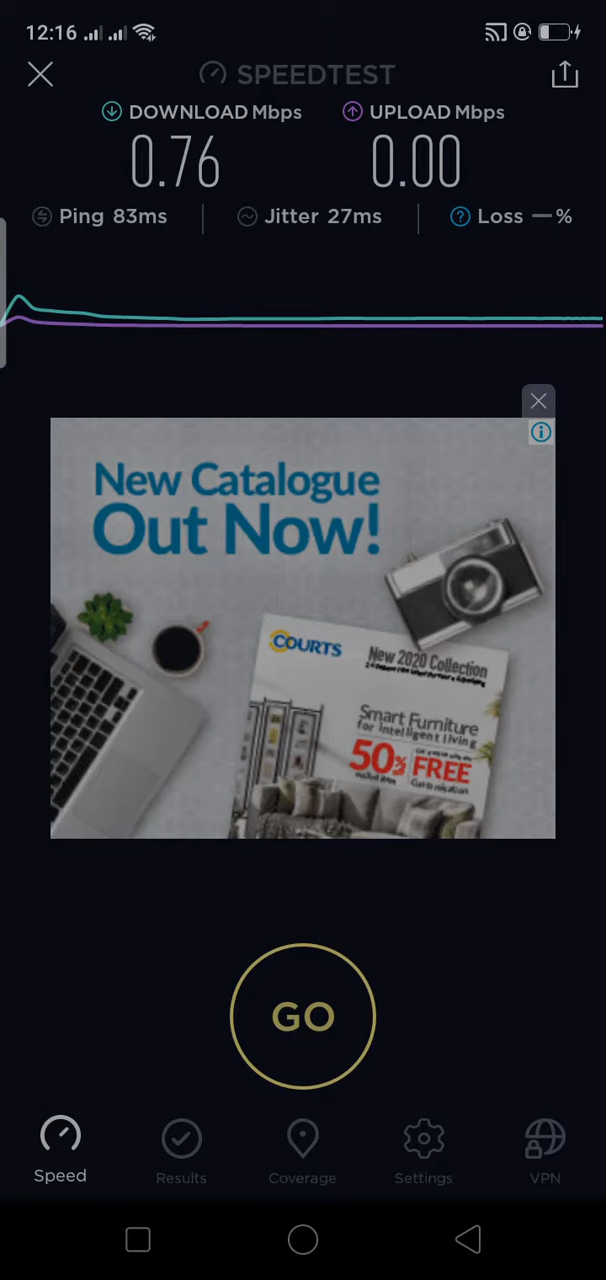 12:16
SPEEDTEST
DOWNLOAD Mbps UPLOAD Mbps
0.76 0.00
Ping 83ms Jitter 27ms Loss —%
New Catalogue
Out Now!
COURTS New 2020 Collection
Smart Furniture
for intelligent living
50% FREE
GO
Speed Results Coverage Settings VPN